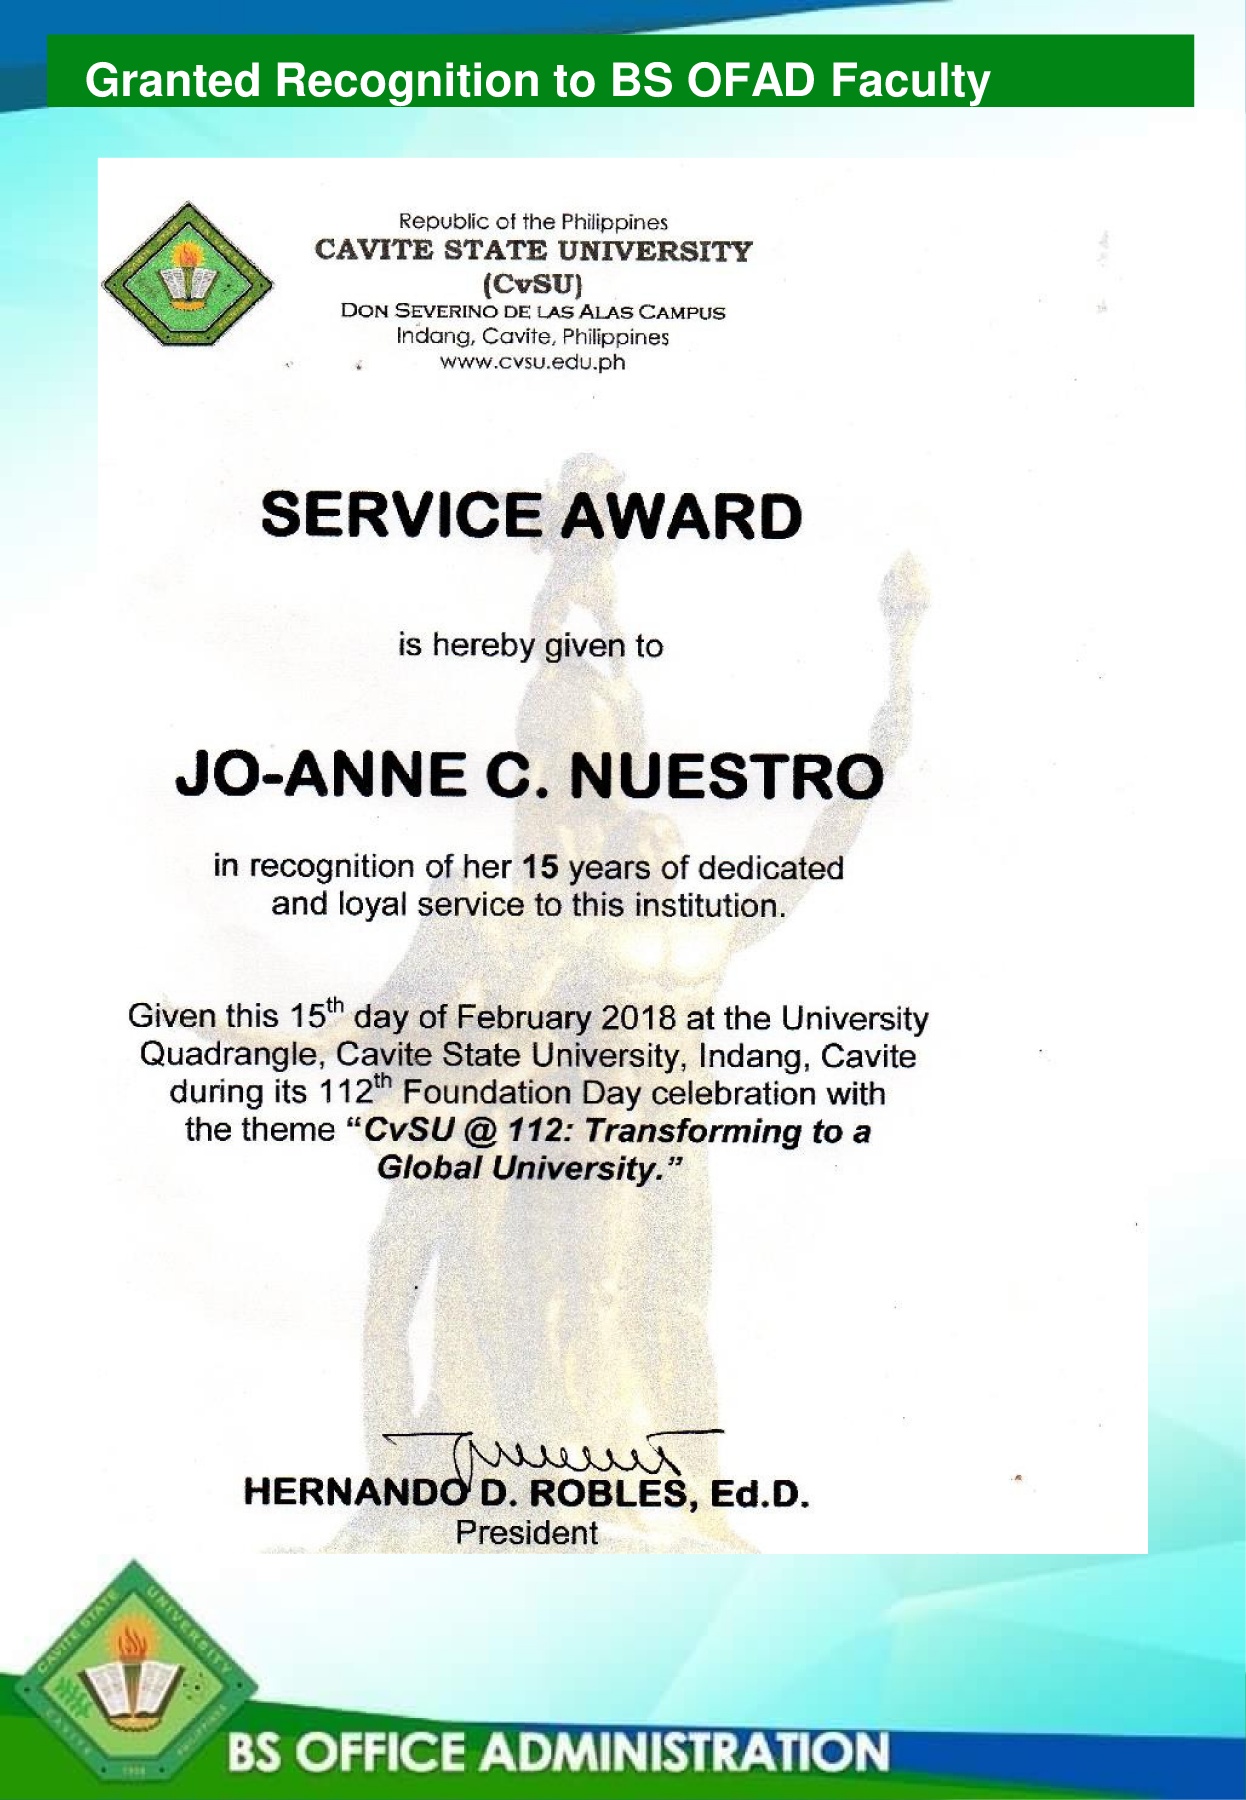 Granted Recognition to BS OFAD Faculty
Republic of the Philippines
CAVITE STATE UNIVERSITY
(CvSU)
DON SEVERINO DE LAS ALAS CAMPUS
Indang, Cavite, Philippines
www.cvsu.edu.ph
SERVICE AWARD
is hereby given to
JO-ANNE C. NUESTRO
in recognition of her 15 years of dedicated
and loyal service to this institution.
Given this 15th day of February 2018 at the University
Quadrangle, Cavite State University, Indang, Cavite
during its 112th Foundation Day celebration with
the theme “CvSU @ 112: Transforming to a
Global University.”
HERNANDO D. ROBLES, Ed.D.
President
CAVITE STATE UNIVERSITY
CAVITE PHILIPPINES
1906
BS OFFICE ADMINISTRATION